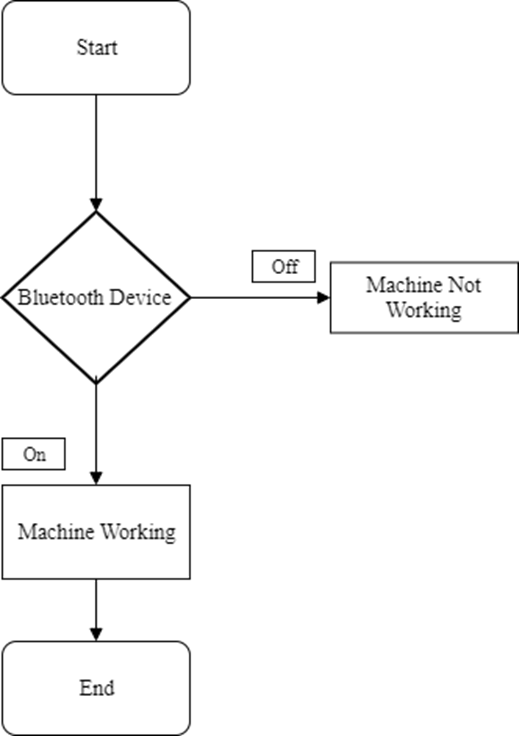 Start
Bluetooth Device
Off
Machine Not
Working
On
Machine Working
End